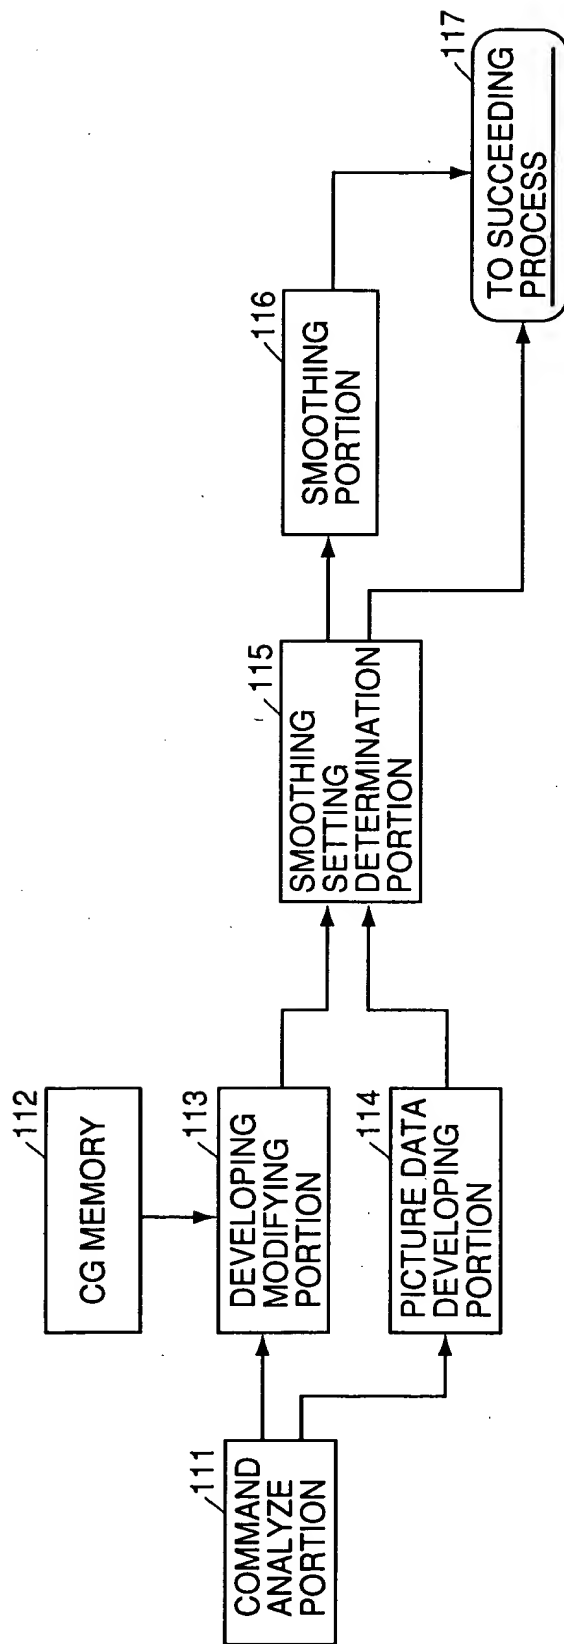 111
COMMAND
ANALYZE
PORTION
112
CG MEMORY
113
DEVELOPING
MODIFYING
PORTION
114
PICTURE DATA
DEVELOPING
PORTION
115
SMOOTHING
SETTING
DETERMINATION
PORTION
116
SMOOTHING
PORTION
117
TO SUCCEEDING
PROCESS